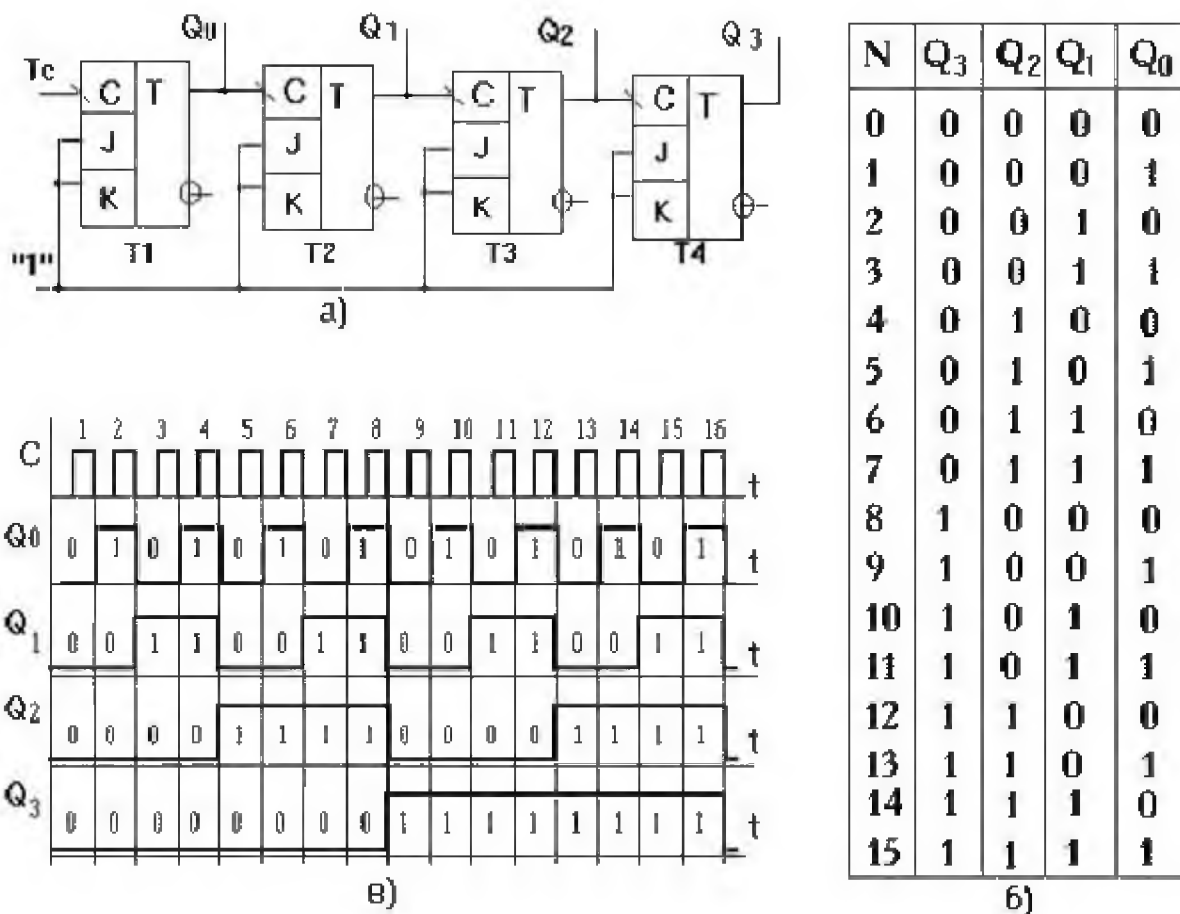 Q0 Q1 Q2 Q3
Tc
C T C T C T C T
J J J J
K K K K
T1 T2 T3 T4
"1"
а)
1 2 3 4 5 6 7 8 9 10 11 12 13 14 15 16
C t
Q0 0 1 0 1 0 1 0 1 0 1 0 1 0 1 0 1 t
Q1 0 0 1 1 0 0 1 1 0 0 1 1 0 0 1 1 t
Q2 0 0 0 0 1 1 1 1 0 0 0 0 1 1 1 1 t
Q3 0 0 0 0 0 0 0 0 1 1 1 1 1 1 1 1 t
в)
N Q3 Q2 Q1 Q0
0 0 0 0 0
1 0 0 0 1
2 0 0 1 0
3 0 0 1 1
4 0 1 0 0
5 0 1 0 1
6 0 1 1 0
7 0 1 1 1
8 1 0 0 0
9 1 0 0 1
10 1 0 1 0
11 1 0 1 1
12 1 1 0 0
13 1 1 0 1
14 1 1 1 0
15 1 1 1 1
б)